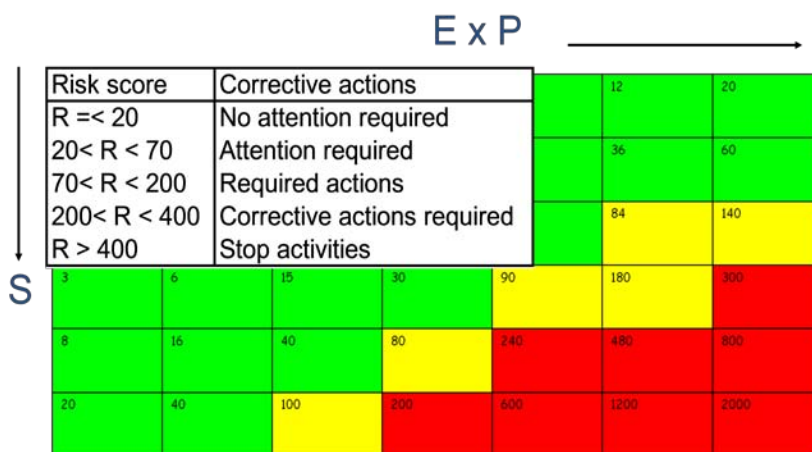 E x P
Risk score Corrective actions
R =< 20 No attention required
20< R < 70 Attention required
70< R < 200 Required actions
200< R < 400 Corrective actions required
R > 400 Stop activities
12 20
36 60
84 140
S
3 6 15 30 90 180 300
8 16 40 80 240 480 800
20 40 100 200 600 1200 2000